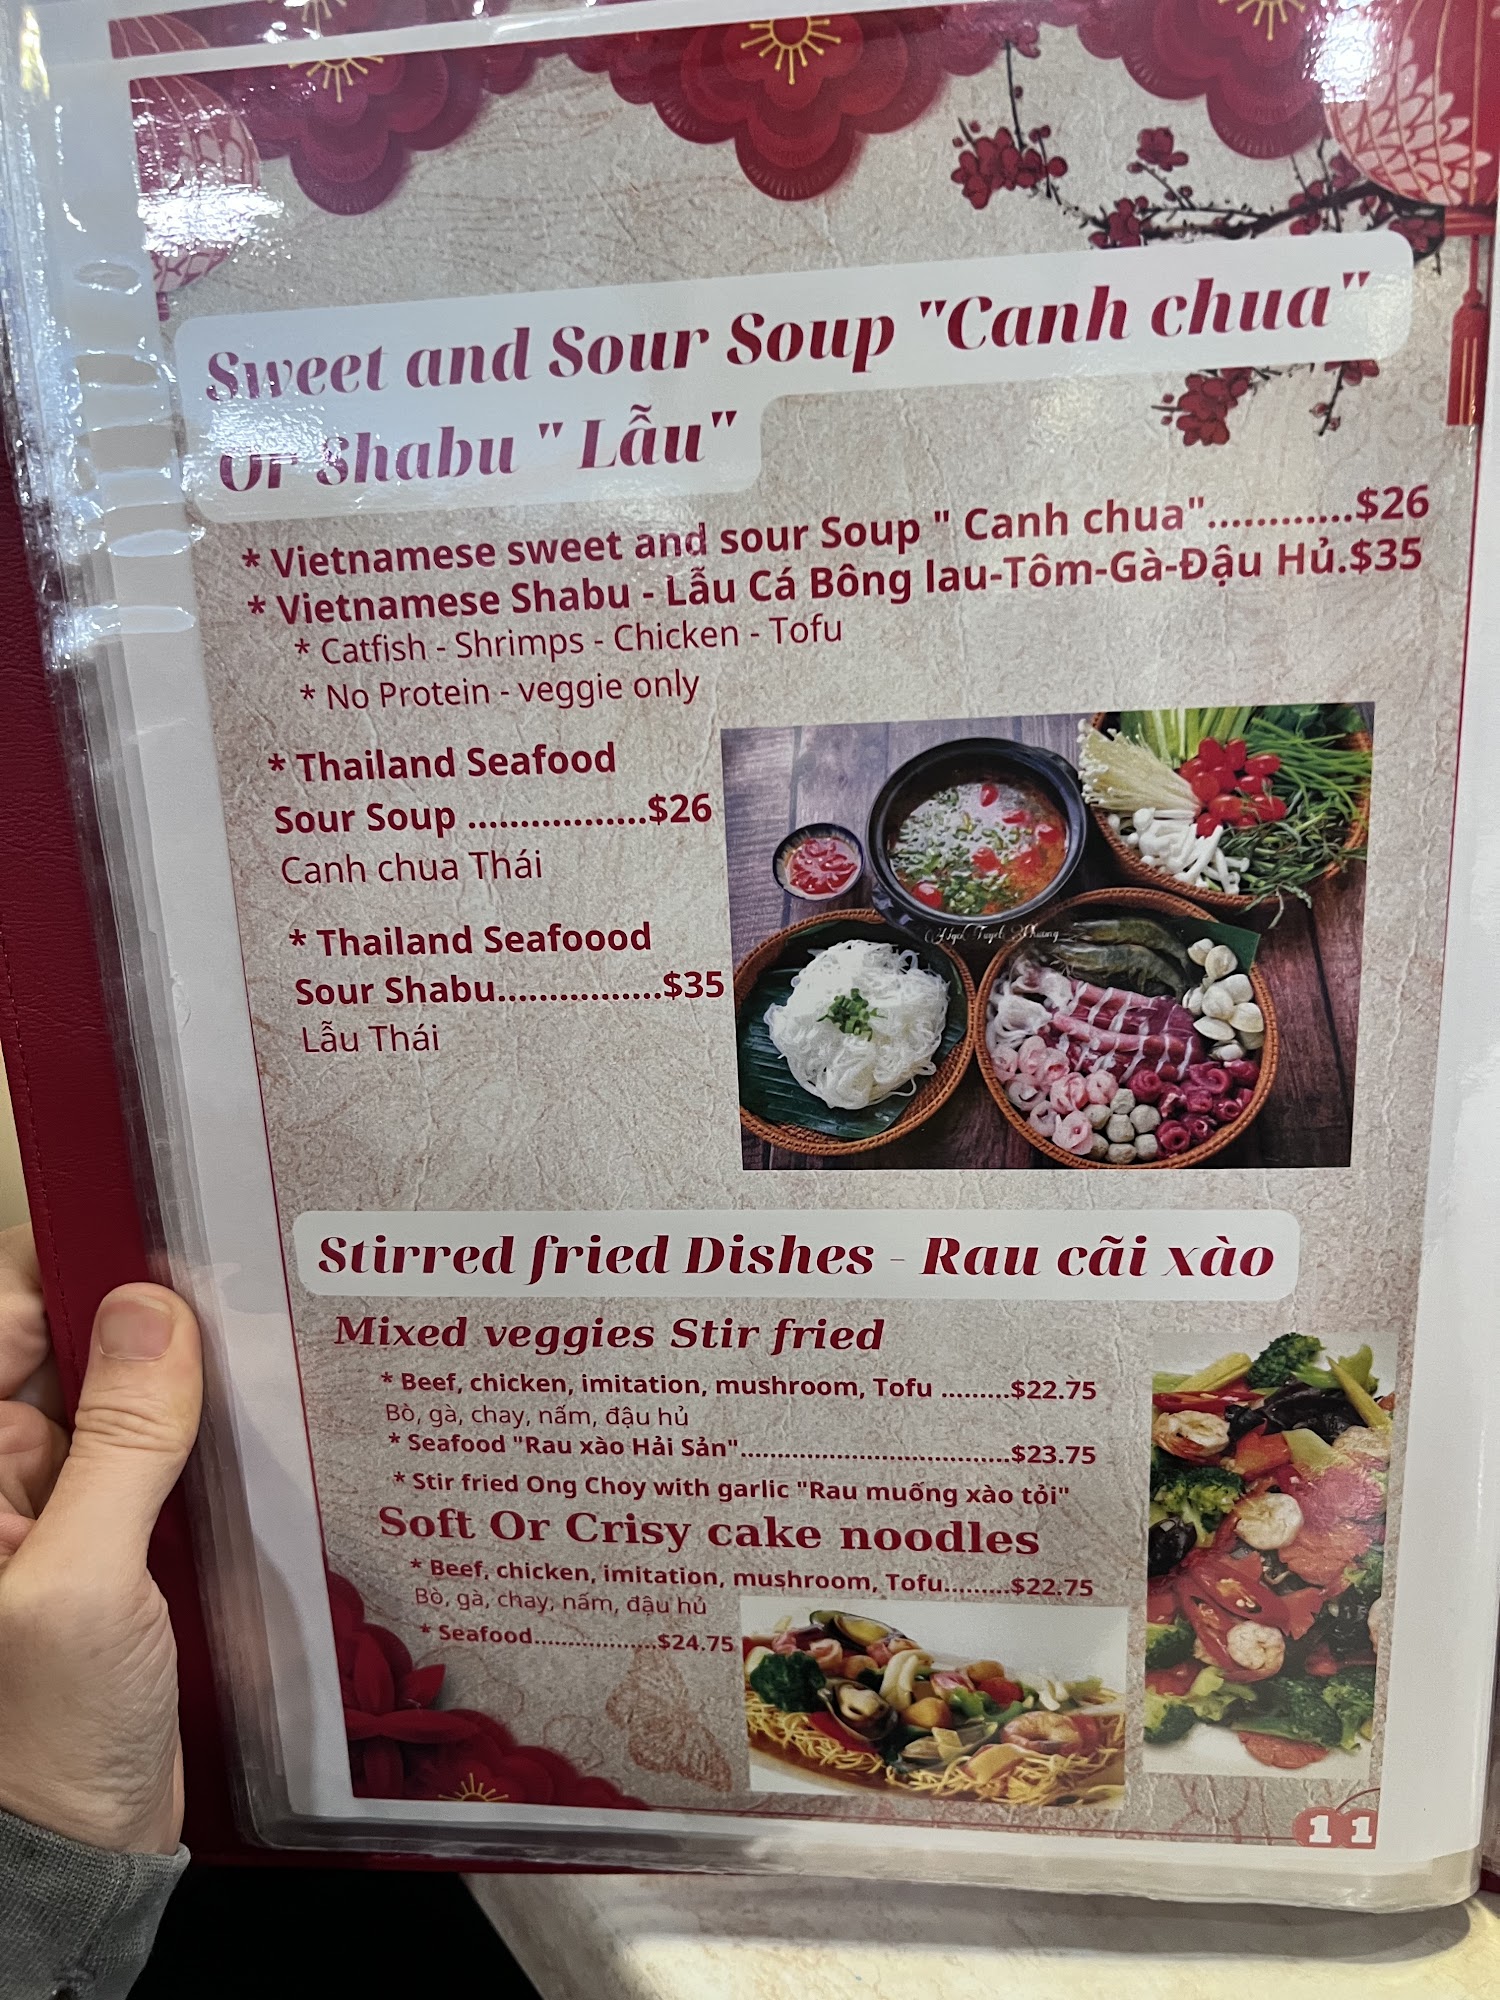 Sweet and Sour Soup "Canh chua"
Or Shabu " Lẫu"
* Vietnamese sweet and sour Soup " Canh chua"............$26
* Vietnamese Shabu - Lẫu Cá Bông lau-Tôm-Gà-Đậu Hủ.$35
* Catfish - Shrimps - Chicken - Tofu
* No Protein - veggie only
* Thailand Seafood
Sour Soup .................$26
Canh chua Thái
* Thailand Seafoood
Sour Shabu................$35
Lẫu Thái
Stirred fried Dishes - Rau cãi xào
Mixed veggies Stir fried
* Beef, chicken, imitation, mushroom, Tofu .........$22.75
Bò, gà, chay, nấm, đậu hủ
* Seafood "Rau xào Hải Sản"....................................$23.75
* Stir fried Ong Choy with garlic "Rau muống xào tỏi"
Soft Or Crisy cake noodles
* Beef, chicken, imitation, mushroom, Tofu.........$22.75
Bò, gà, chay, nấm, đậu hủ
* Seafood..................$24.75
11